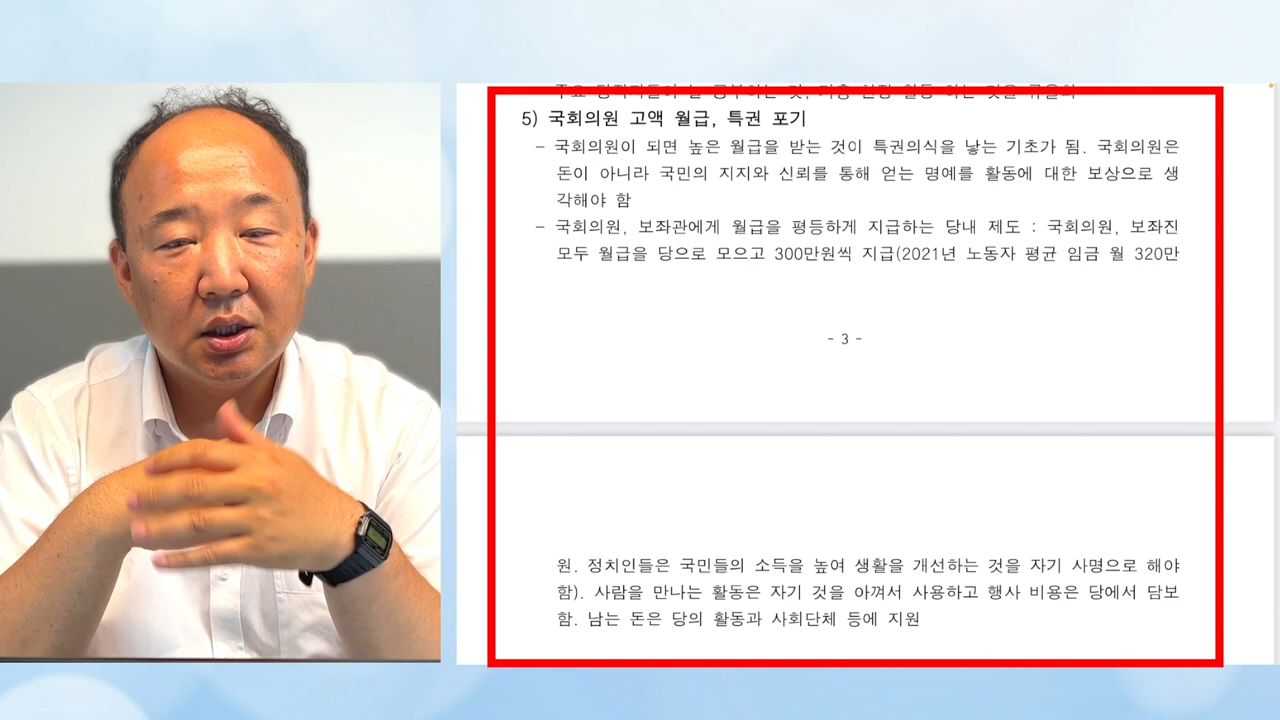 5) 국회의원 고액 월급, 특권 포기
– 국회의원이 되면 높은 월급을 받는 것이 특권의식을 낳는 기초가 됨. 국회의원은
돈이 아니라 국민의 지지와 신뢰를 통해 얻는 명예를 활동에 대한 보상으로 생
각해야 함
– 국회의원, 보좌관에게 월급을 평등하게 지급하는 당내 제도 : 국회의원, 보좌진
모두 월급을 당으로 모으고 300만원씩 지급(2021년 노동자 평균 임금 월 320만
- 3 -
원. 정치인들은 국민들의 소득을 높여 생활을 개선하는 것을 자기 사명으로 해야
함). 사람을 만나는 활동은 자기 것을 아껴서 사용하고 행사 비용은 당에서 담보
함. 남는 돈은 당의 활동과 사회단체 등에 지원